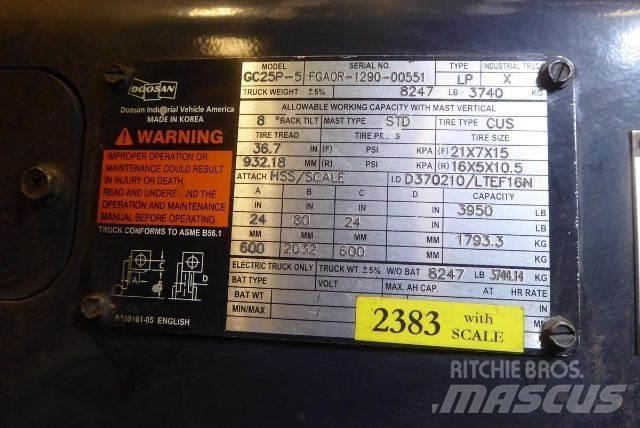 DOOSAN
Doosan Industrial Vehicle America
MADE IN KOREA
WARNING
IMPROPER OPERATION OR
MAINTENANCE COULD RESULT
IN INJURY OR DEATH.
READ AND UNDERSTAND THE
OPERATION AND MAINTENANCE
MANUAL BEFORE OPERATING.
TRUCK CONFORMS TO ASME B56.1
A D
ENGLISH
MODEL SERIAL NO. TYPE INDUSTRIAL TRUCK
GC25P-5 FGA0R-1290-00551 LP X
TRUCK WEIGHT ±5% 8247 LB 3740 KG
ALLOWABLE WORKING CAPACITY WITH MAST VERTICAL
8 °BACK TILT MAST TYPE STD TIRE TYPE CUS
TIRE TREAD TIRE TIRE SIZE
36.7 IN (F) PSI KPA (F) 21X7X15
932.18 MM (R) PSI KPA (R) 16X5X10.5
ATTACH HSS/SCALE I.D D370210/LTEF16N
A B C D CAPACITY
IN IN IN IN 3950 LB
24 80 24
MM MM MM MM 1793.3 KG
600 2032 600
ELECTRIC TRUCK ONLY TRUCK WT. ±5% W/O BAT 8247 LB 3740.14 KG
BAT TYPE VOLT MAX. AH CAP. AT HR RATE
BAT WT IN
MIN/MAX MM
2383 with
SCALE
RITCHIE BROS.
MASCUS